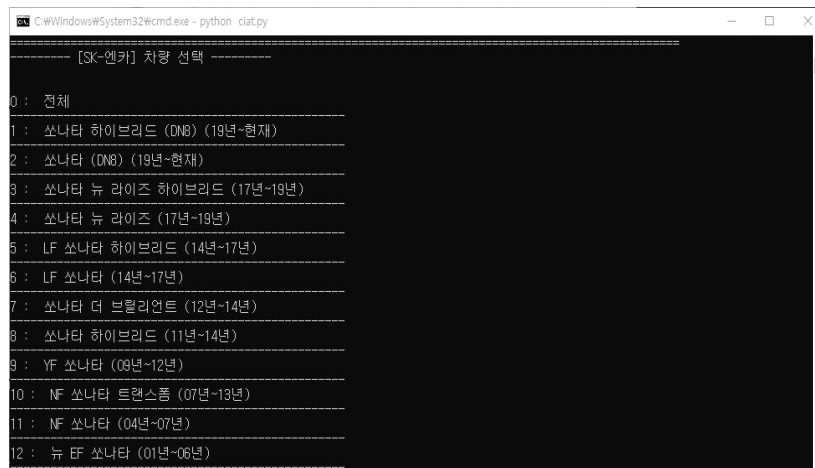 C:₩Windows₩System32₩cmd.exe - python ciat.py
==========================================================================================
--------- [SK-엔카] 차량 선택 ---------
0 : 전체
1 : 쏘나타 하이브리드 (DN8) (19년~현재)
2 : 쏘나타 (DN8) (19년~현재)
3 : 쏘나타 뉴 라이즈 하이브리드 (17년~19년)
4 : 쏘나타 뉴 라이즈 (17년~19년)
5 : LF 쏘나타 하이브리드 (14년~17년)
6 : LF 쏘나타 (14년~17년)
7 : 쏘나타 더 브릴리언트 (12년~14년)
8 : 쏘나타 하이브리드 (11년~14년)
9 : YF 쏘나타 (09년~12년)
10 : NF 쏘나타 트랜스폼 (07년~13년)
11 : NF 쏘나타 (04년~07년)
12 : 뉴 EF 쏘나타 (01년~06년)